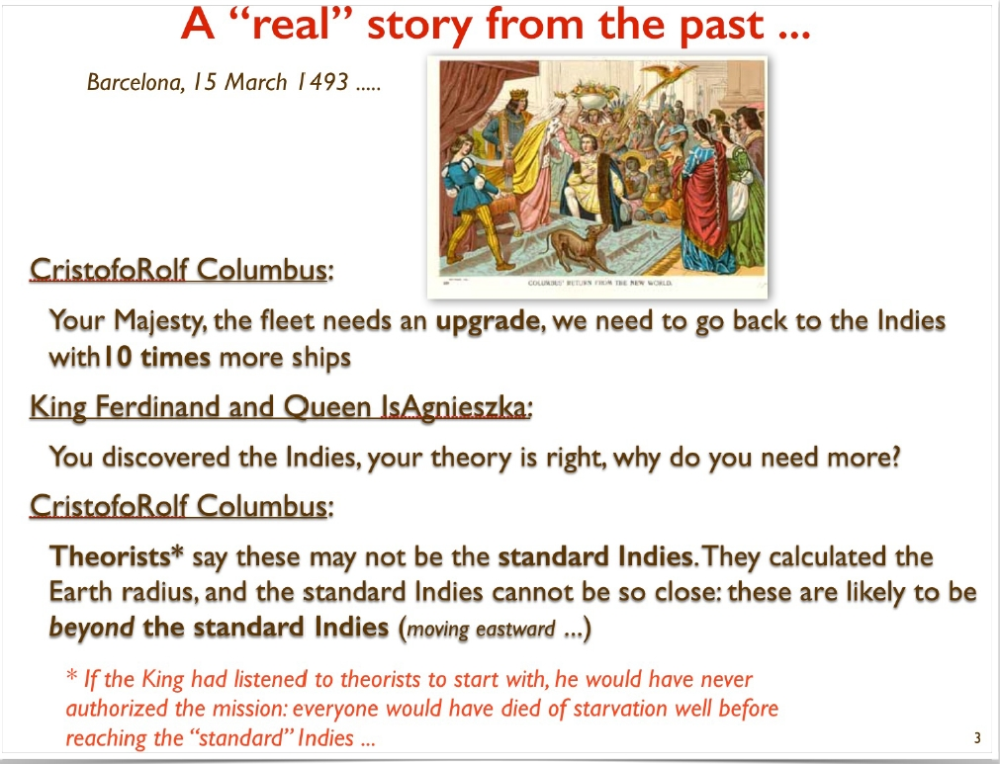 A “real” story from the past ...
Barcelona, 15 March 1493 .....
COLUMBUS' RETURN FROM THE NEW WORLD.
CristofoRolf Columbus:
Your Majesty, the fleet needs an upgrade, we need to go back to the Indies
with10 times more ships
King Ferdinand and Queen IsAgnieszka:
You discovered the Indies, your theory is right, why do you need more?
CristofoRolf Columbus:
Theorists* say these may not be the standard Indies. They calculated the
Earth radius, and the standard Indies cannot be so close: these are likely to be
beyond the standard Indies (moving eastward ...)
* If the King had listened to theorists to start with, he would have never
authorized the mission: everyone would have died of starvation well before
reaching the “standard” Indies ...
3